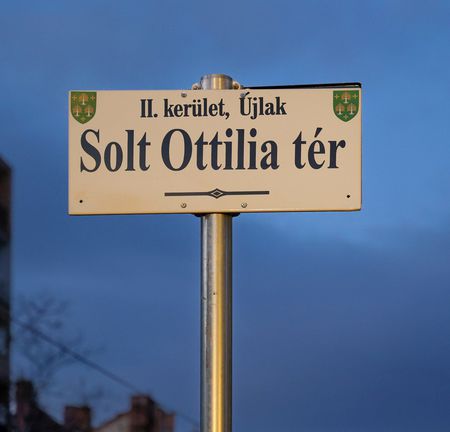 II. kerület, Újlak
Solt Ottilia tér